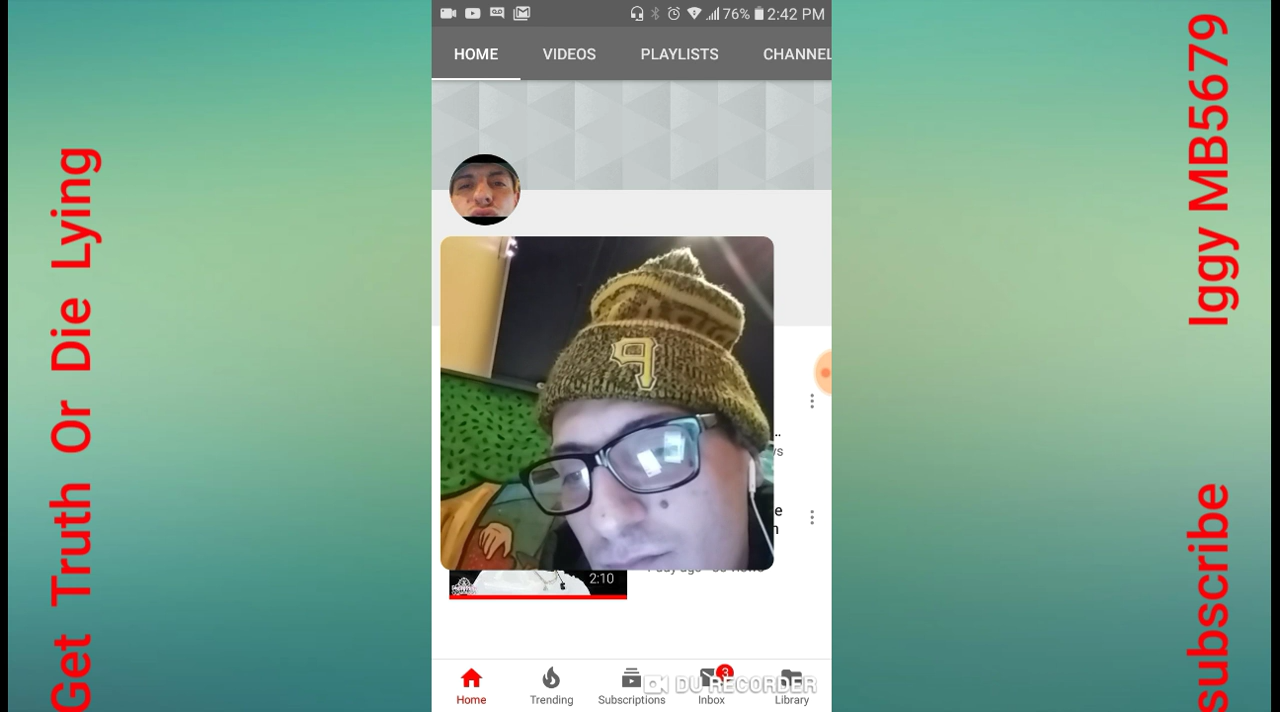 Get Truth Or Die Lying
76% 2:42 PM
HOME VIDEOS PLAYLISTS CHANNEL
P
2:10
Home Trending Subscriptions Inbox Library
3
DU RECORDER
Iggy MB5679
subscribe